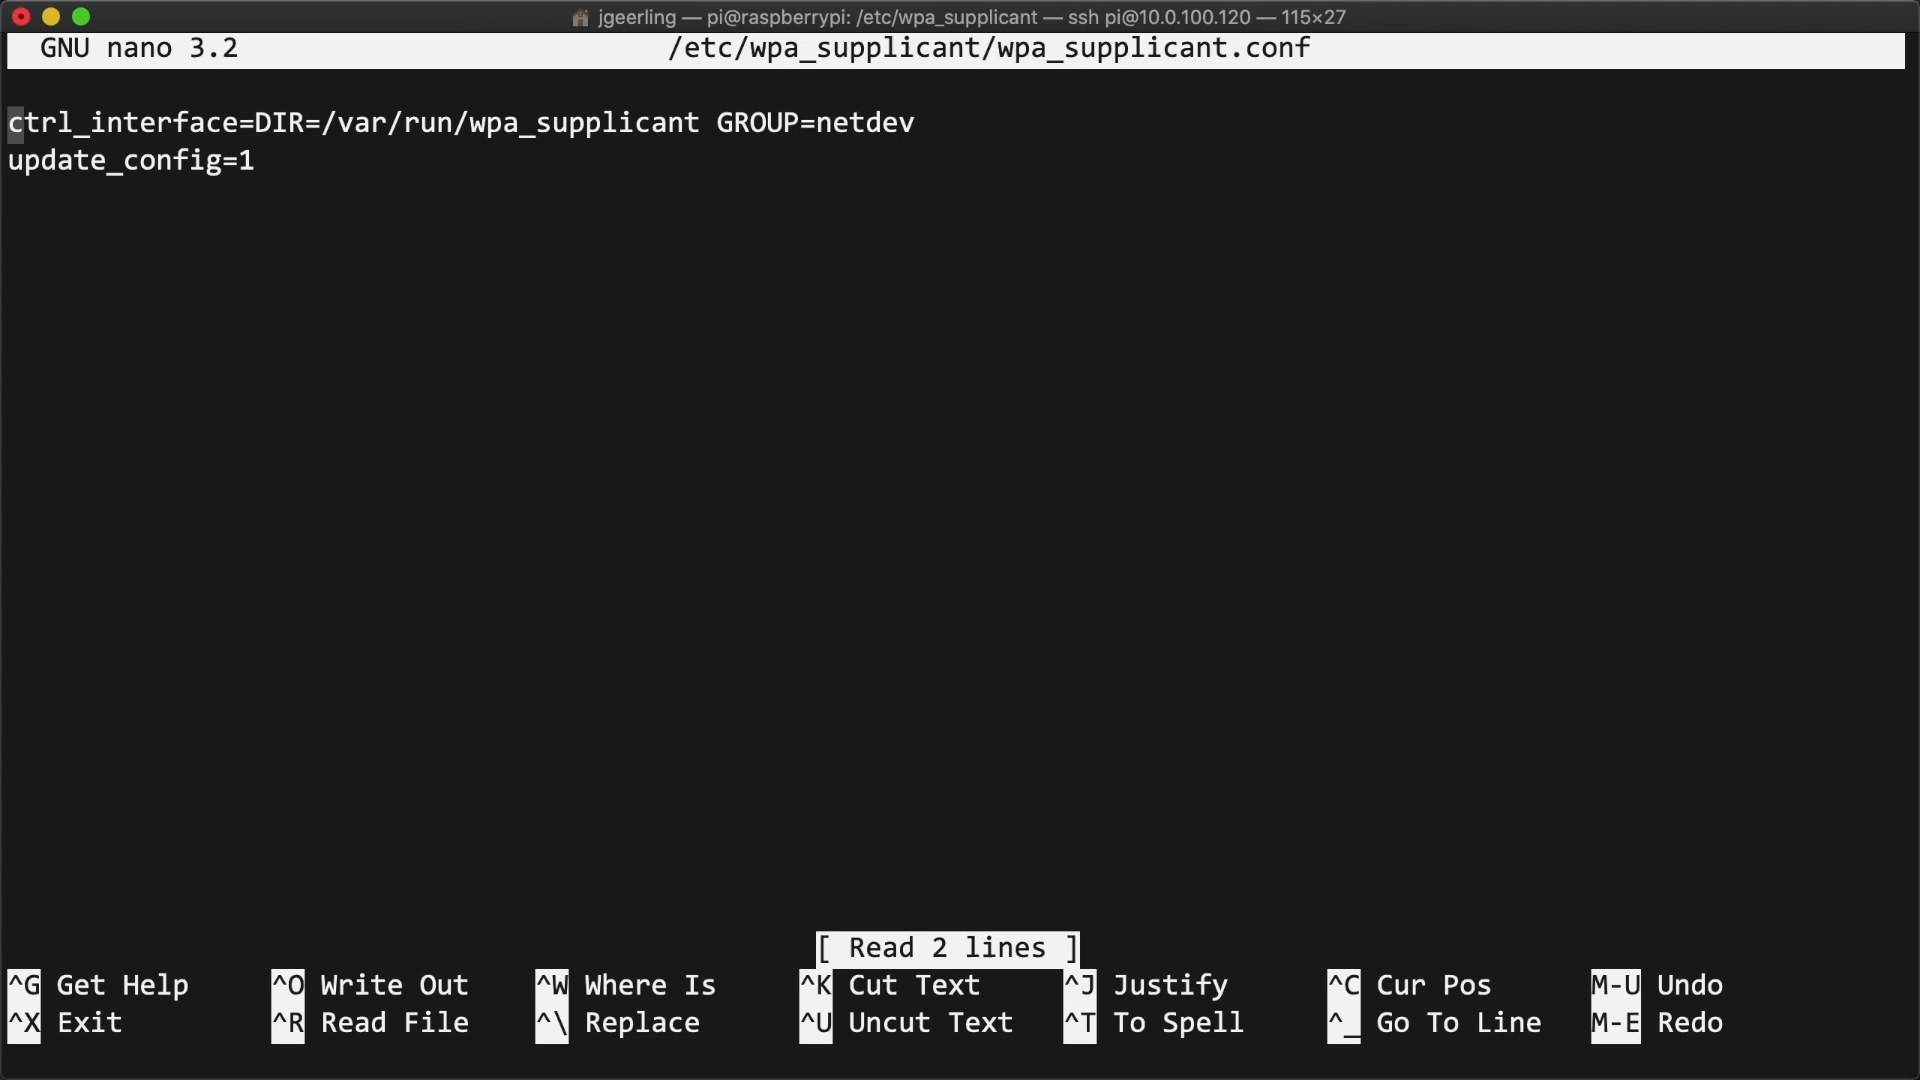 jgeerling — pi@raspberrypi: /etc/wpa_supplicant — ssh pi@10.0.100.120 — 115×27
GNU nano 3.2 /etc/wpa_supplicant/wpa_supplicant.conf
ctrl_interface=DIR=/var/run/wpa_supplicant GROUP=netdev
update_config=1
[ Read 2 lines ]
^G Get Help ^O Write Out ^W Where Is ^K Cut Text ^J Justify ^C Cur Pos M-U Undo
^X Exit ^R Read File ^\ Replace ^U Uncut Text ^T To Spell ^_ Go To Line M-E Redo